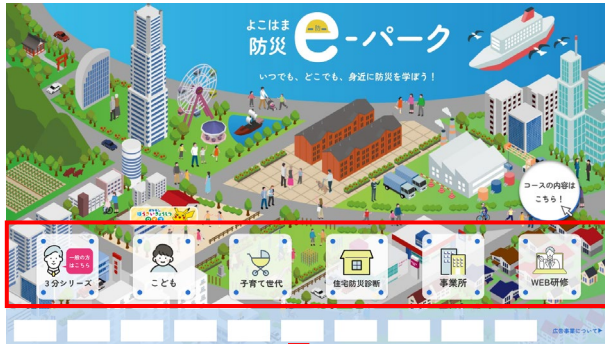 よこはま
防災
e-パーク
いつでも、どこでも、身近に防災を学ぼう！
コースの内容は
こちら！
一般の方
はこちら
3分シリーズ
こども
子育て世代
住宅防災診断
事業所
WEB研修
広告事業について▶